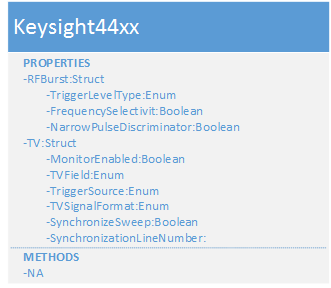 Keysight44xx
PROPERTIES
-RFBurst:Struct
-TriggerLevelType:Enum
-FrequencySelectivit:Boolean
-NarrowPulseDiscriminator:Boolean
-TV:Struct
-MonitorEnabled:Boolean
-TVField:Enum
-TriggerSource:Enum
-TVSignalFormat:Enum
-SynchronizeSweep:Boolean
-SynchronizationLineNumber:
METHODS
-NA